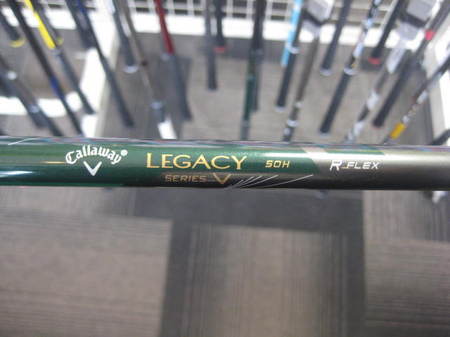 Callaway LEGACY 50H R FLEX
SERIES